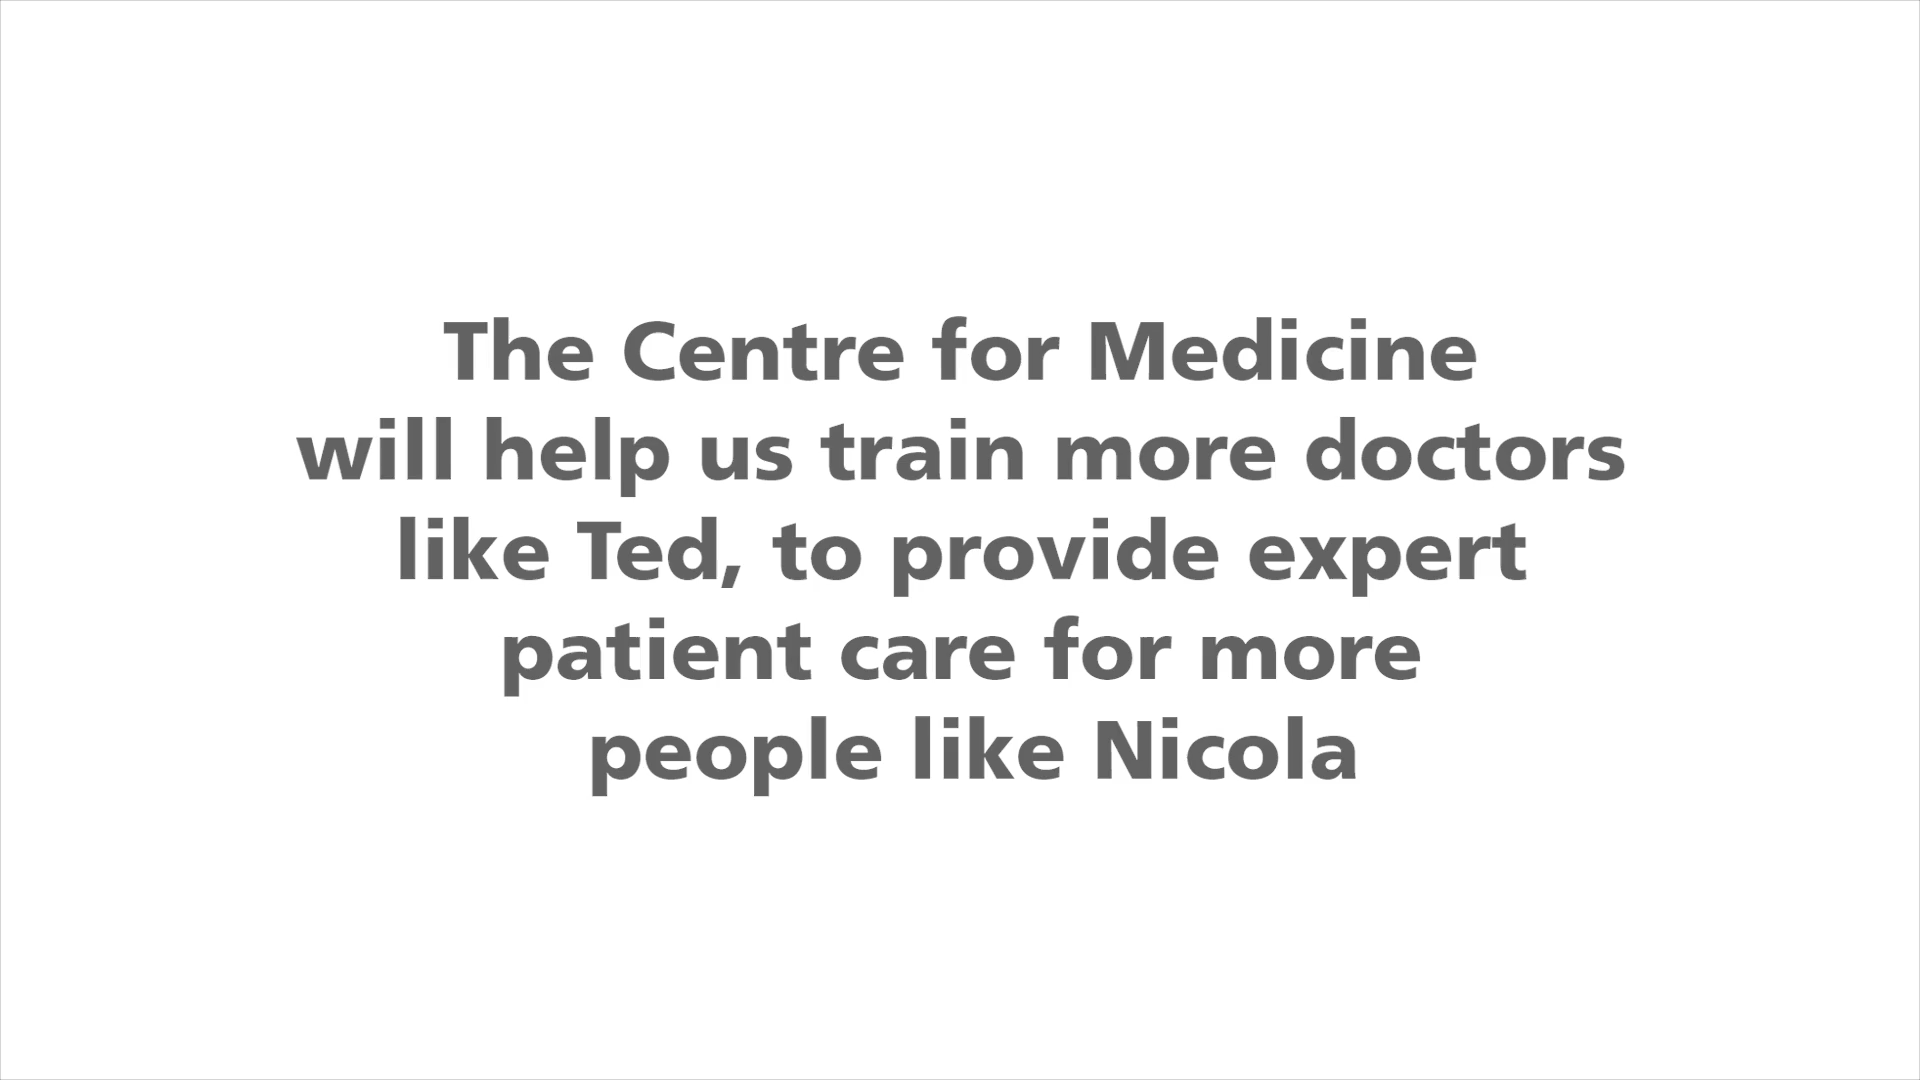 The Centre for Medicine
will help us train more doctors
like Ted, to provide expert
patient care for more
people like Nicola